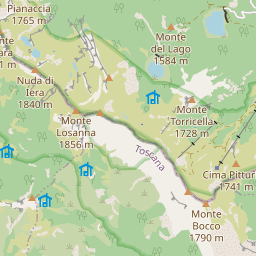 Pianaccia
1765 m
Monte
del Lago
1584 m
Nuda di
Iera
1840 m
Monte
Losanna
1856 m
Monte
Torricella
1728 m
Toscana
Cima Pittur
1741 m
Monte
Bocco
1790 m